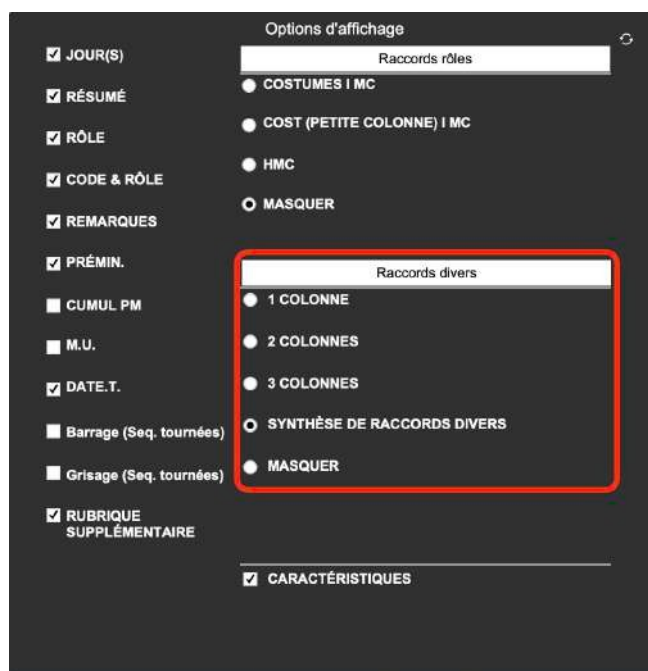 Options d'affichage
JOUR(S)
RÉSUMÉ
RÔLE
CODE & RÔLE
REMARQUES
PRÉMIN.
CUMUL PM
M.U.
DATE.T.
Barrage (Seq. tournées)
Grisage (Seq. tournées)
RUBRIQUE
SUPPLÉMENTAIRE
Raccords rôles
COSTUMES I MC
COST (PETITE COLONNE) I MC
HMC
MASQUER
Raccords divers
1 COLONNE
2 COLONNES
3 COLONNES
SYNTHÈSE DE RACCORDS DIVERS
MASQUER
CARACTÉRISTIQUES